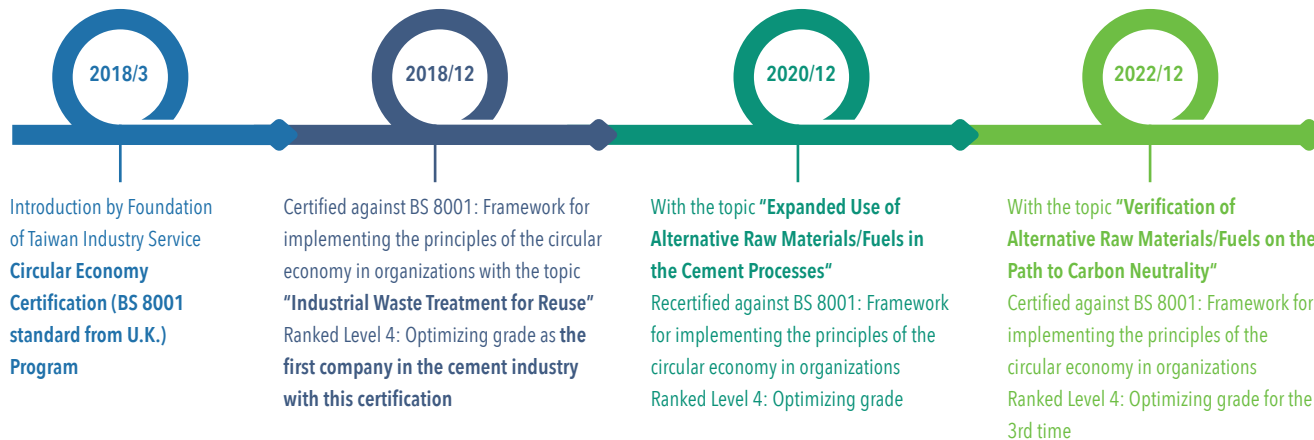 2018/3
Introduction by Foundation
of Taiwan Industry Service
Circular Economy
Certification (BS 8001
standard from U.K.)
Program
2018/12
Certified against BS 8001: Framework for
implementing the principles of the circular
economy in organizations with the topic
“Industrial Waste Treatment for Reuse”
Ranked Level 4: Optimizing grade as the
first company in the cement industry
with this certification
2020/12
With the topic “Expanded Use of
Alternative Raw Materials/Fuels in
the Cement Processes“
Recertified against BS 8001: Framework
for implementing the principles of the
circular economy in organizations
Ranked Level 4: Optimizing grade
2022/12
With the topic “Verification of
Alternative Raw Materials/Fuels on the
Path to Carbon Neutrality“
Certified against BS 8001: Framework for
implementing the principles of the
circular economy in organizations
Ranked Level 4: Optimizing grade for the
3rd time